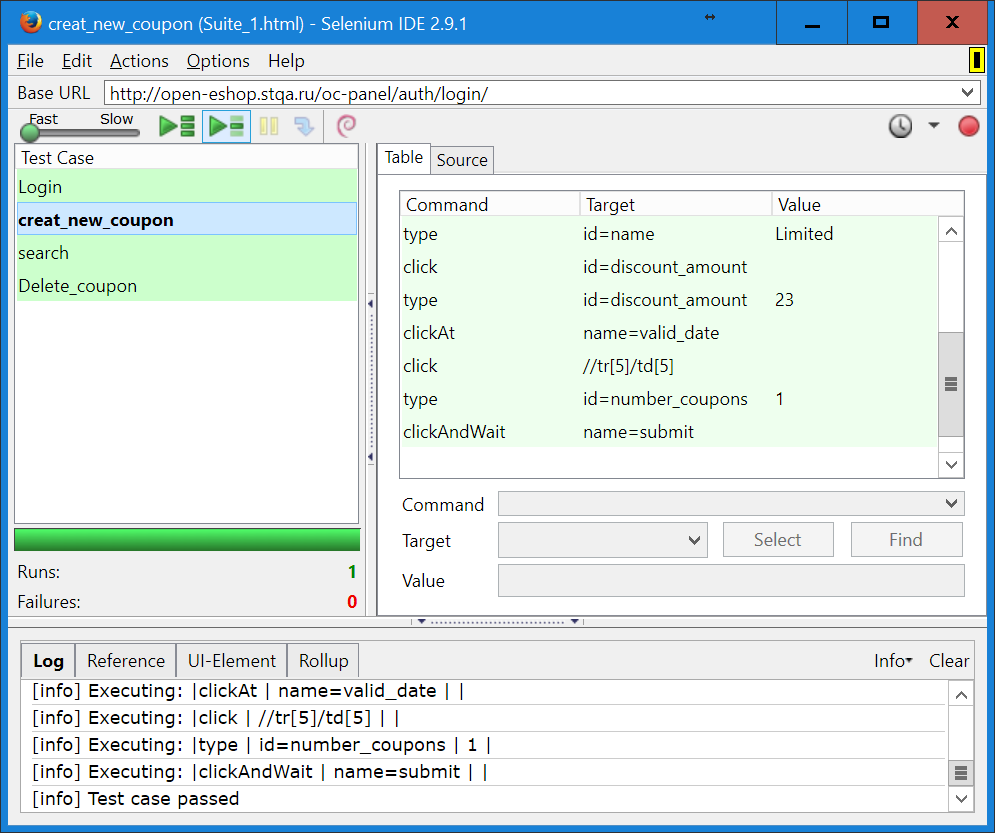 creat_new_coupon (Suite_1.html) - Selenium IDE 2.9.1
File Edit Actions Options Help
Base URL http://open-eshop.stqa.ru/oc-panel/auth/login/
Fast Slow
Test Case
Login
creat_new_coupon
search
Delete_coupon
Runs: 1
Failures: 0
Table Source
Command Target Value
type id=name Limited
click id=discount_amount
type id=discount_amount 23
clickAt name=valid_date
click //tr[5]/td[5]
type id=number_coupons 1
clickAndWait name=submit
Command
Target Select Find
Value
Log Reference UI-Element Rollup Info Clear
[info] Executing: |clickAt | name=valid_date | |
[info] Executing: |click | //tr[5]/td[5] | |
[info] Executing: |type | id=number_coupons | 1 |
[info] Executing: |clickAndWait | name=submit | |
[info] Test case passed